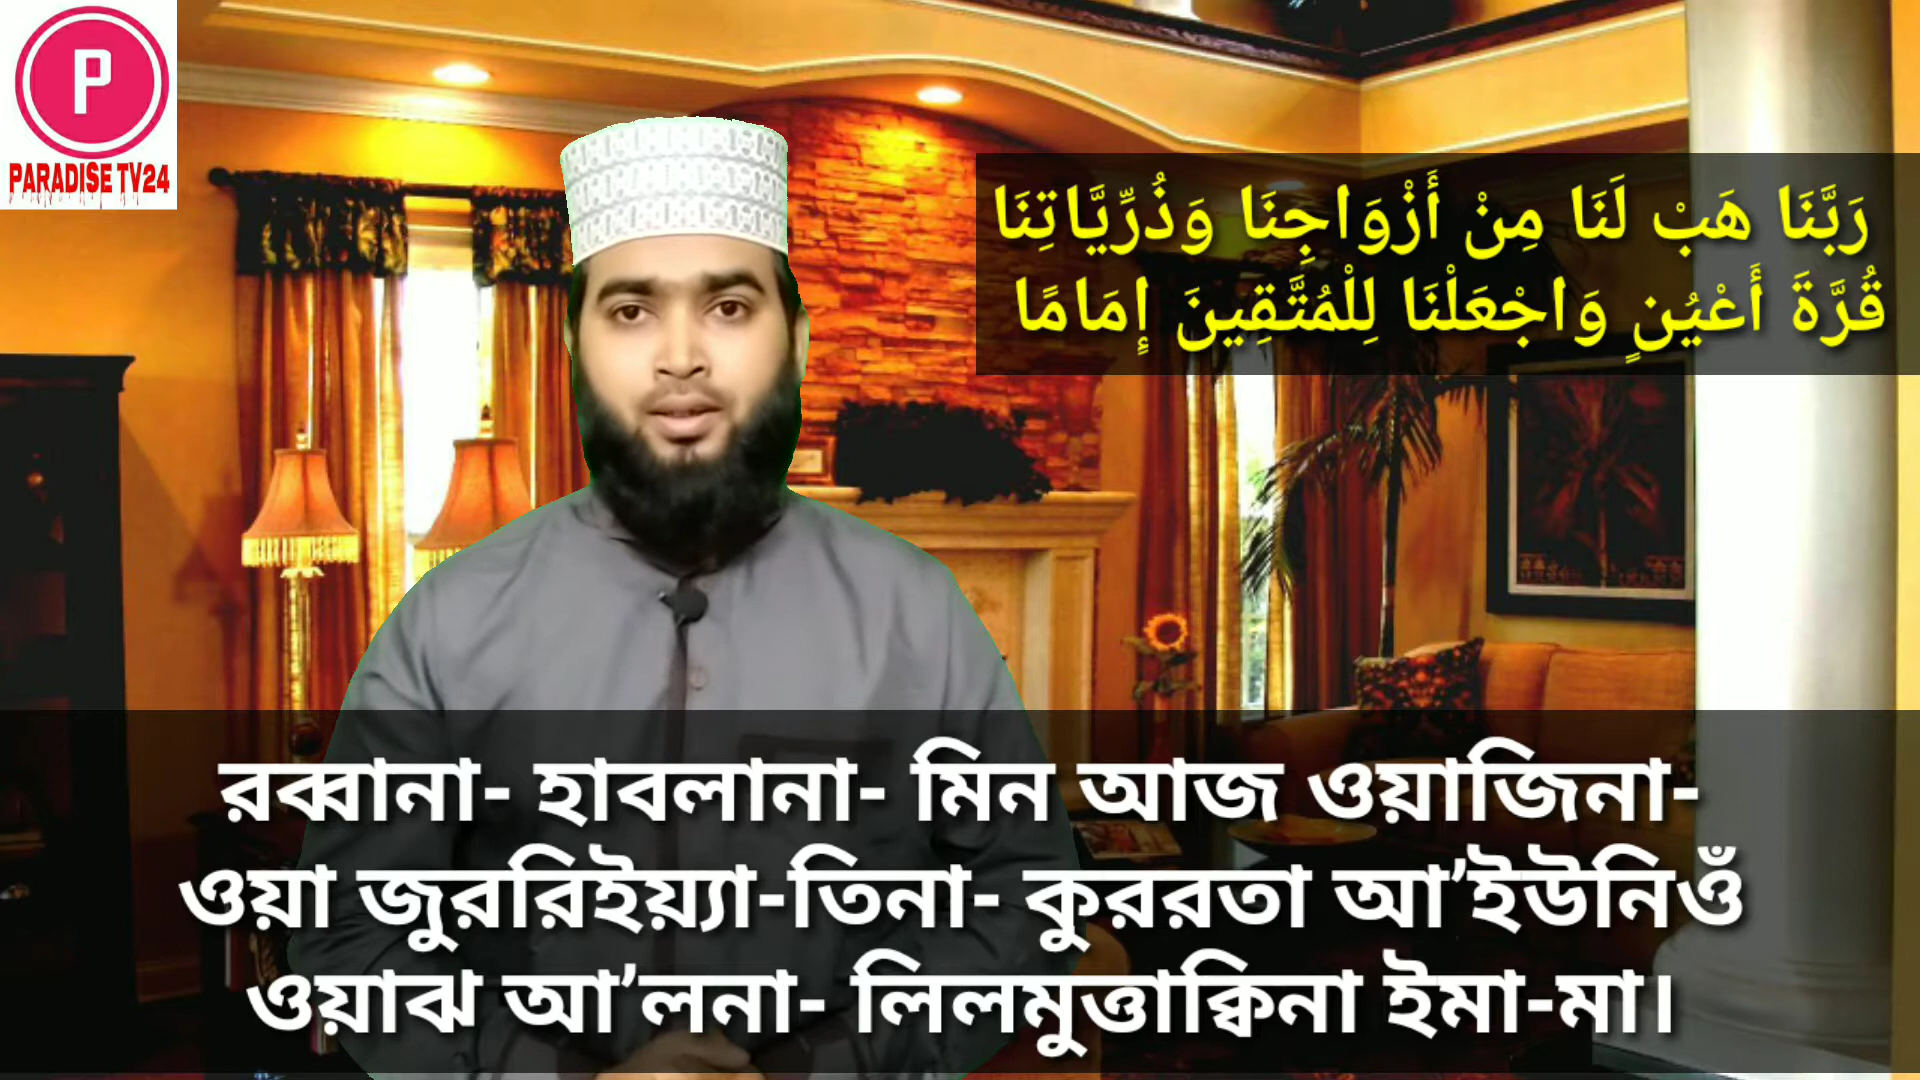 P
PARADISE TV24
رَبَّنَا هَبْ لَنَا مِنْ أَزْوَاجِنَا وَذُرِّيَّاتِنَا
قُرَّةَ أَعْيُنٍ وَاجْعَلْنَا لِلْمُتَّقِينَ إِمَامًا
রব্বানা- হাবলানা- মিন আজ ওয়াজিনা-
ওয়া জুররিইয়্যা-তিনা- কুররতা আ’ইউনিওঁ
ওয়াঝ আ’লনা- লিলমুত্তাক্বিনা ইমা-মা।